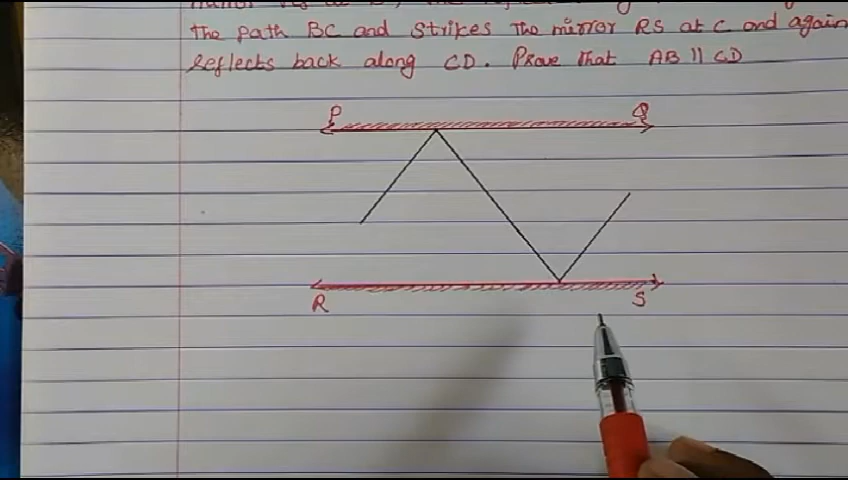 the path BC and strikes the mirror RS at C and again
reflects back along CD. Prove that AB || CD
P Q
R S